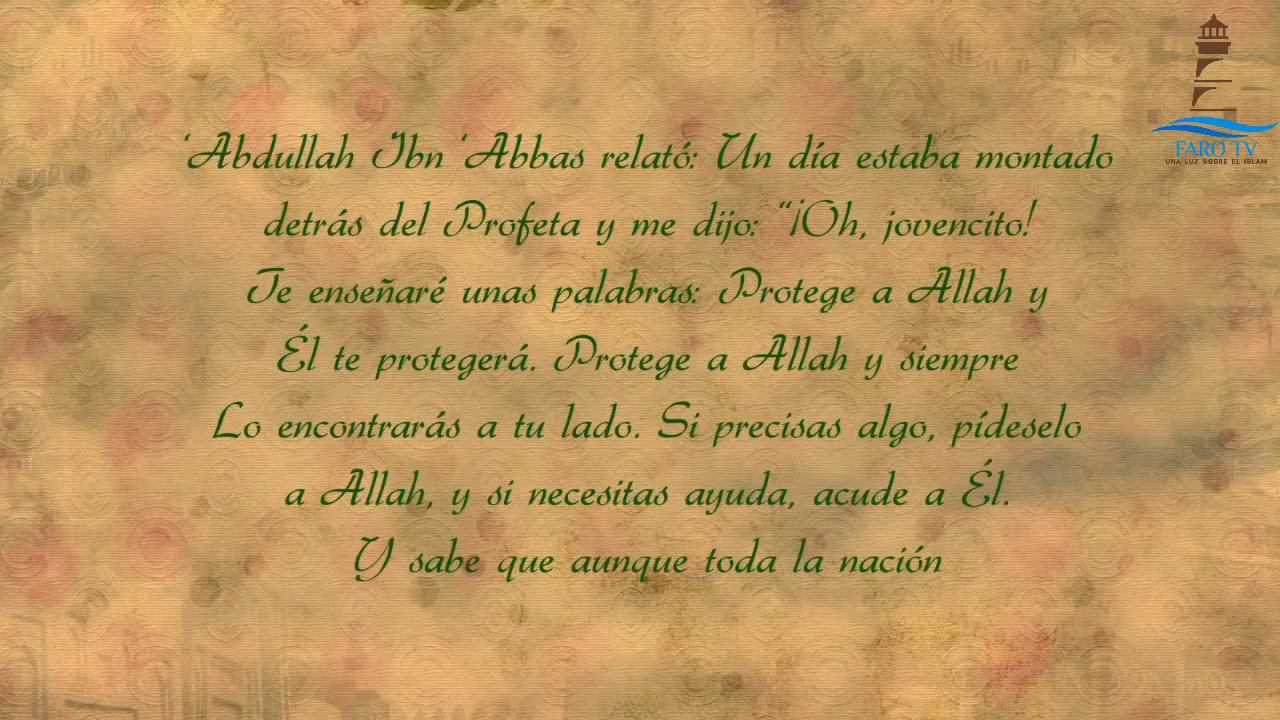 ‘Abdullah Ibn ‘Abbas relató: Un día estaba montado
detrás del Profeta y me dijo: “¡Oh, jovencito!
Te enseñaré unas palabras: Protege a Allah y
Él te protegerá. Protege a Allah y siempre
Lo encontrarás a tu lado. Si precisas algo, pídeselo
a Allah, y si necesitas ayuda, acude a Él.
Y sabe que aunque toda la nación
FARO TV
UNA LUZ SOBRE EL ISLAM